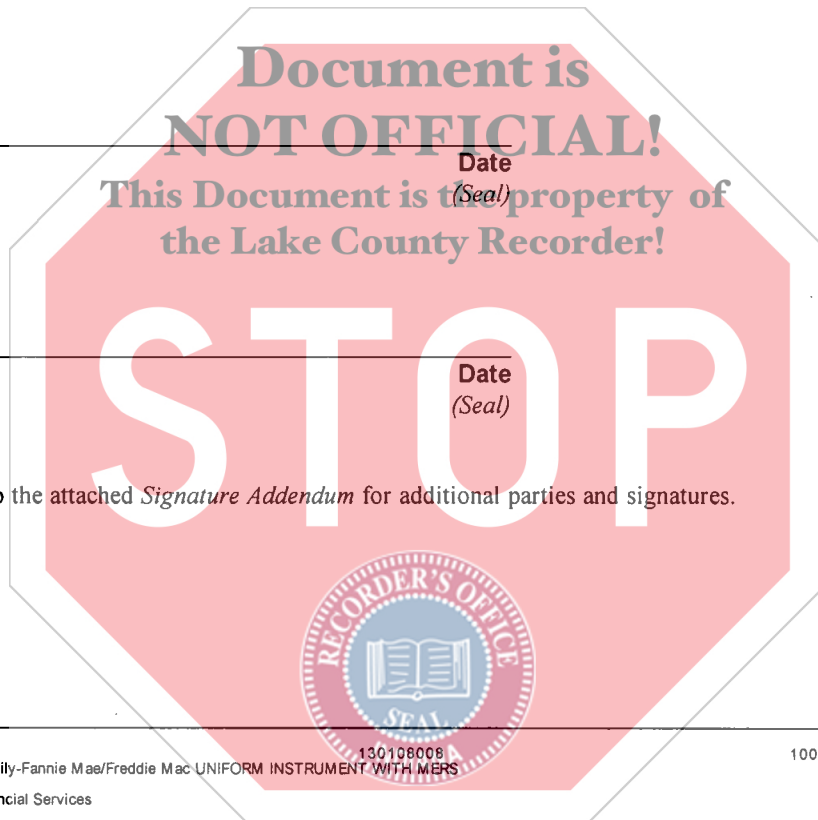 Document is
NOT OFFICIAL!
Date
(Seal)
This Document is the property of
the Lake County Recorder!
STOP
Date
(Seal)
the attached Signature Addendum for additional parties and signatures.
RECORDER'S OFFICE
SEAL
130108008
100
ily-Fannie Mae/Freddie Mac UNIFORM INSTRUMENT WITH MERS
ncial Services